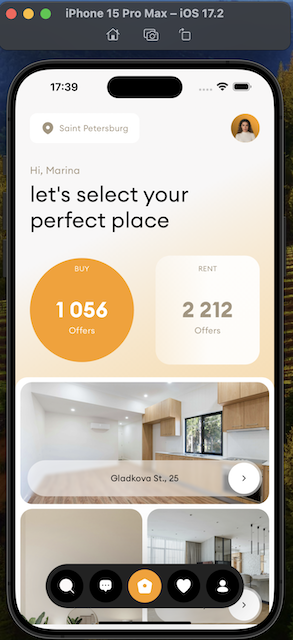 iPhone 15 Pro Max – iOS 17.2
17:39
Saint Petersburg
Hi, Marina
let's select your
perfect place
BUY
1 056
Offers
RENT
2 212
Offers
Gladkova St., 25